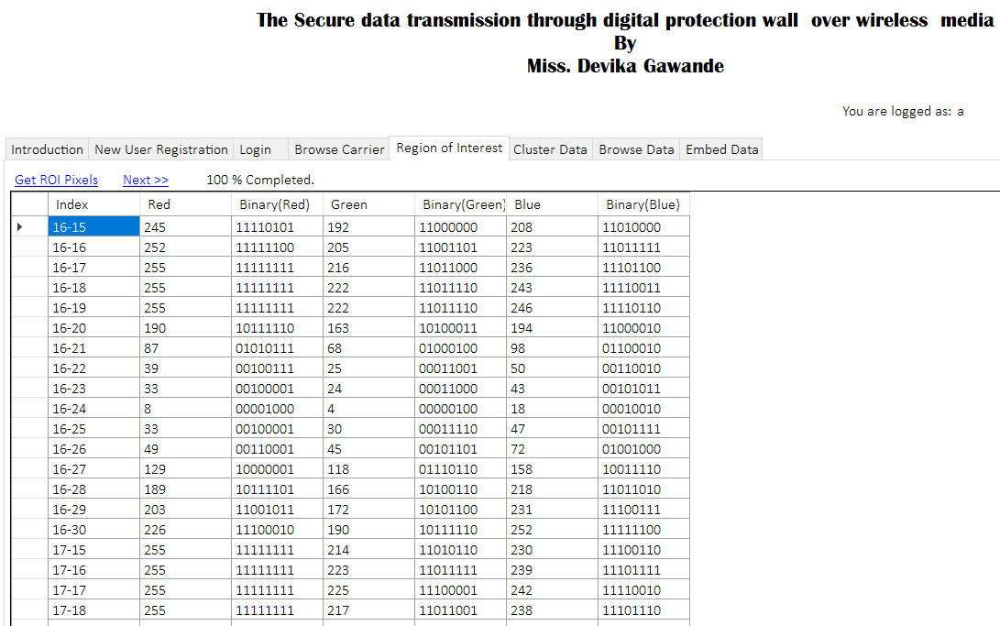 The Secure data transmission through digital protection wall over wireless media
By
Miss. Devika Gawande
You are logged as: a
Introduction New User Registration Login Browse Carrier Region of Interest Cluster Data Browse Data Embed Data
Get ROI Pixels Next >> 100 % Completed.
Index Red Binary(Red) Green Binary(Green) Blue Binary(Blue)
16-15 245 11110101 192 11000000 208 11010000
16-16 252 11111100 205 11001101 223 11011111
16-17 255 11111111 216 11011000 236 11101100
16-18 255 11111111 222 11011110 243 11110011
16-19 255 11111111 222 11011110 246 11110110
16-20 190 10111110 163 10100011 194 11000010
16-21 87 01010111 68 01000100 98 01100010
16-22 39 00100111 25 00011001 50 00110010
16-23 33 00100001 24 00011000 43 00101011
16-24 8 00001000 4 00000100 18 00010010
16-25 33 00100001 30 00011110 47 00101111
16-26 49 00110001 45 00101101 72 01001000
16-27 129 10000001 118 01110110 158 10011110
16-28 189 10111101 166 10100110 218 11011010
16-29 203 11001011 172 10101100 231 11100111
16-30 226 11100010 190 10111110 252 11111100
17-15 255 11111111 214 11010110 230 11100110
17-16 255 11111111 223 11011111 239 11101111
17-17 255 11111111 225 11100001 242 11110010
17-18 255 11111111 217 11011001 238 11101110